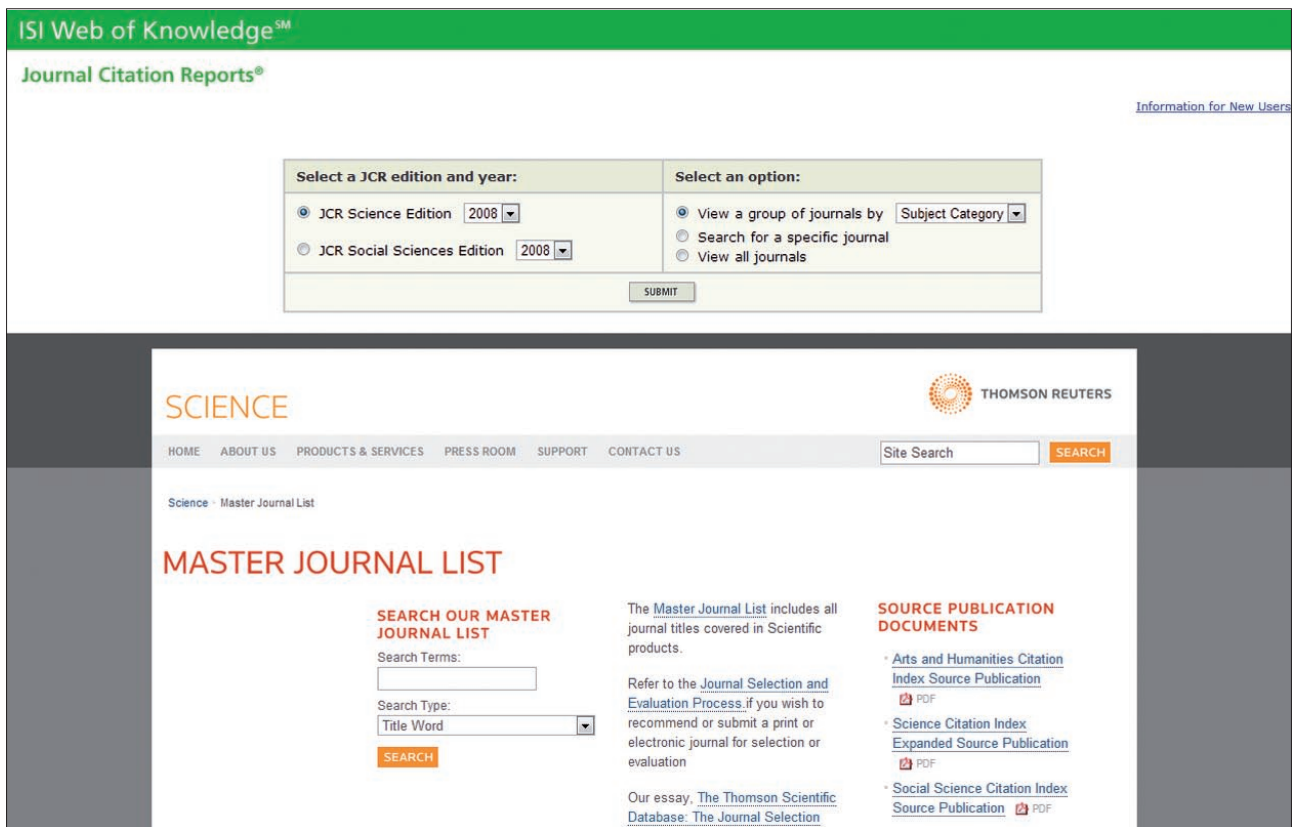 ISI Web of Knowledge℠
Journal Citation Reports®
Information for New Users
Select a JCR edition and year:
JCR Science Edition 2008
JCR Social Sciences Edition 2008
Select an option:
View a group of journals by Subject Category
Search for a specific journal
View all journals
SUBMIT
SCIENCE
THOMSON REUTERS
HOME ABOUT US PRODUCTS & SERVICES PRESS ROOM SUPPORT CONTACT US
Site Search SEARCH
Science · Master Journal List
MASTER JOURNAL LIST
SEARCH OUR MASTER
JOURNAL LIST
Search Terms:
Search Type:
Title Word
SEARCH
The Master Journal List includes all
journal titles covered in Scientific
products.
Refer to the Journal Selection and
Evaluation Process.if you wish to
recommend or submit a print or
electronic journal for selection or
evaluation
Our essay, The Thomson Scientific
Database: The Journal Selection
SOURCE PUBLICATION
DOCUMENTS
Arts and Humanities Citation
Index Source Publication
PDF
Science Citation Index
Expanded Source Publication
PDF
Social Science Citation Index
Source Publication PDF